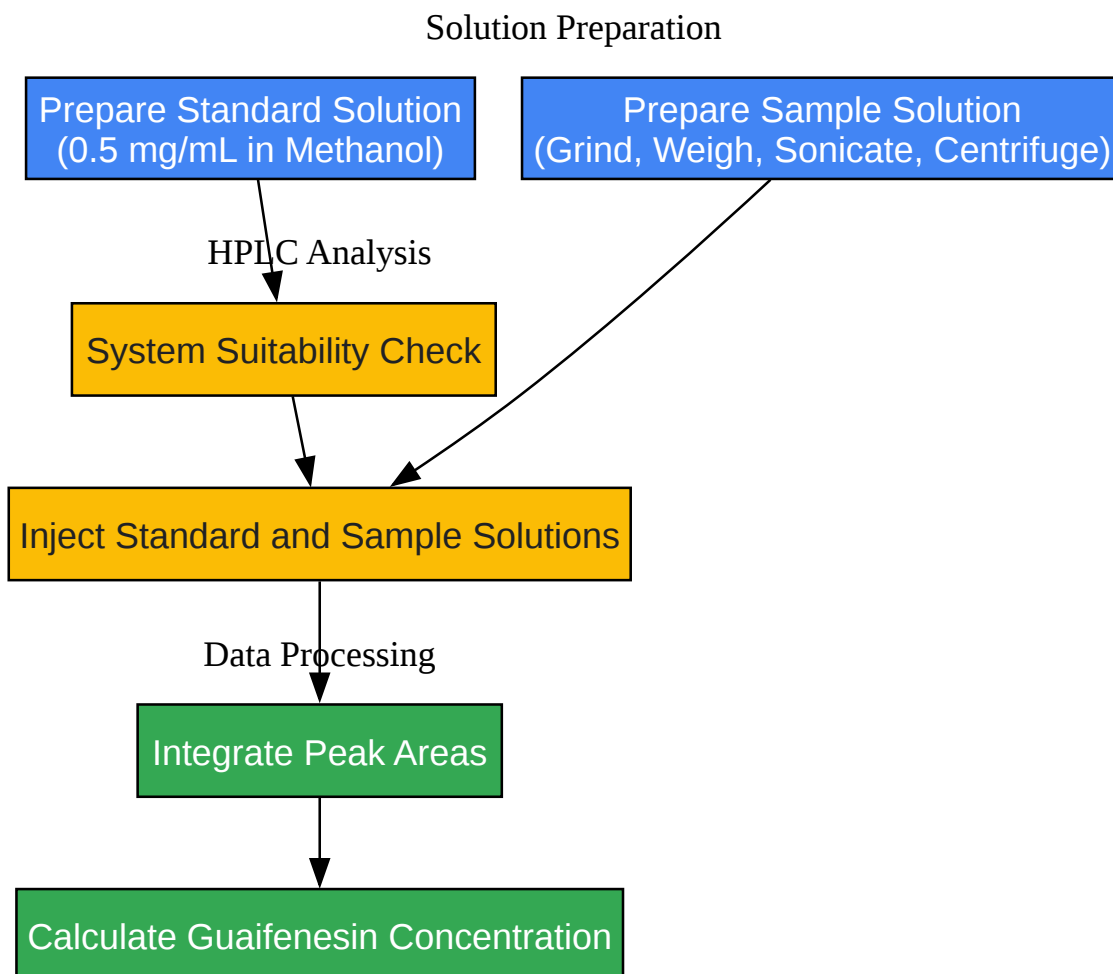 Solution Preparation
Prepare Standard Solution
(0.5 mg/mL in Methanol)
Prepare Sample Solution
(Grind, Weigh, Sonicate, Centrifuge)
HPLC Analysis
System Suitability Check
Inject Standard and Sample Solutions
Data Processing
Integrate Peak Areas
Calculate Guaifenesin Concentration